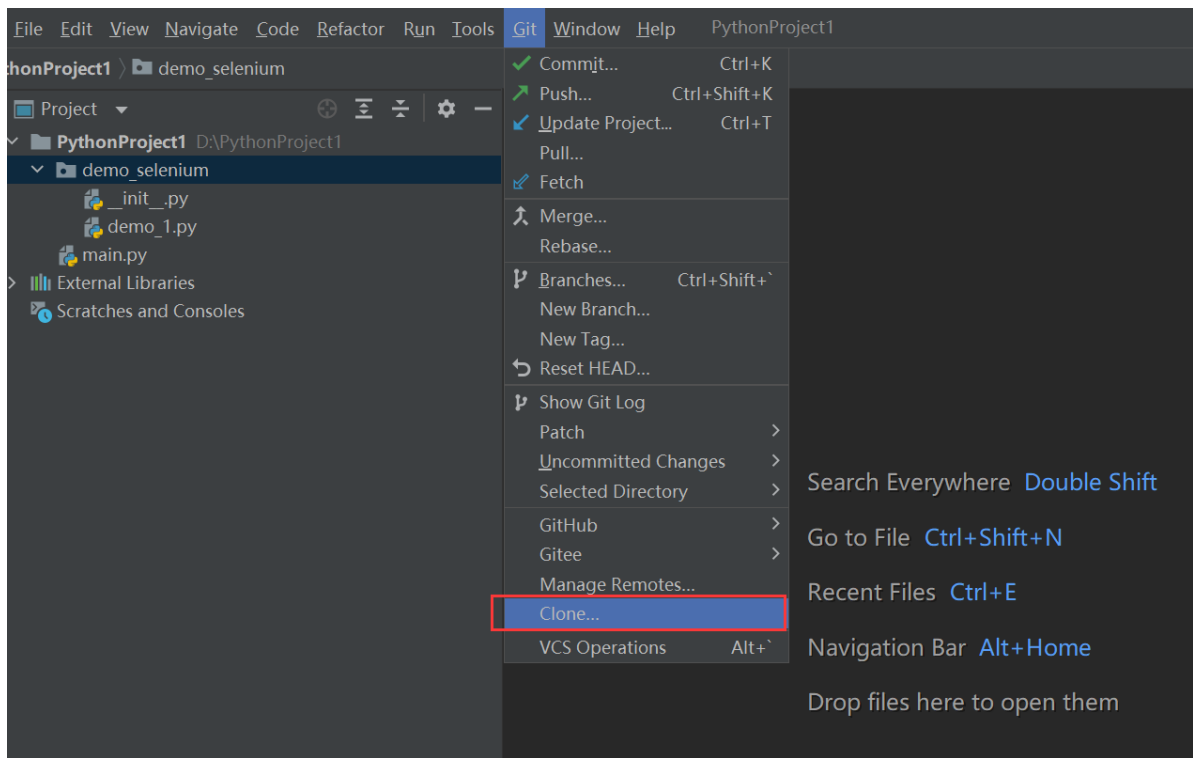 File Edit View Navigate Code Refactor Run Tools Git Window Help PythonProject1
thonProject1 demo_selenium
Project
PythonProject1 D:\PythonProject1
demo_selenium
__init__.py
demo_1.py
main.py
External Libraries
Scratches and Consoles
Commit... Ctrl+K
Push... Ctrl+Shift+K
Update Project... Ctrl+T
Pull...
Fetch
Merge...
Rebase...
Branches... Ctrl+Shift+`
New Branch...
New Tag...
Reset HEAD...
Show Git Log
Patch
Uncommitted Changes
Selected Directory
GitHub
Gitee
Manage Remotes...
Clone...
VCS Operations Alt+`
Search Everywhere Double Shift
Go to File Ctrl+Shift+N
Recent Files Ctrl+E
Navigation Bar Alt+Home
Drop files here to open them